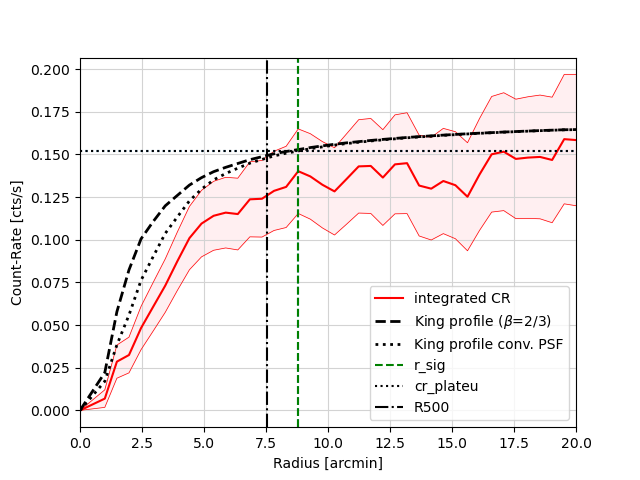 0.200
0.175
0.150
0.125
0.100
0.075
0.050
0.025
0.000
Count-Rate [cts/s]
integrated CR
King profile (β=2/3)
King profile conv. PSF
r_sig
cr_plateu
R500
0.0 2.5 5.0 7.5 10.0 12.5 15.0 17.5 20.0
Radius [arcmin]